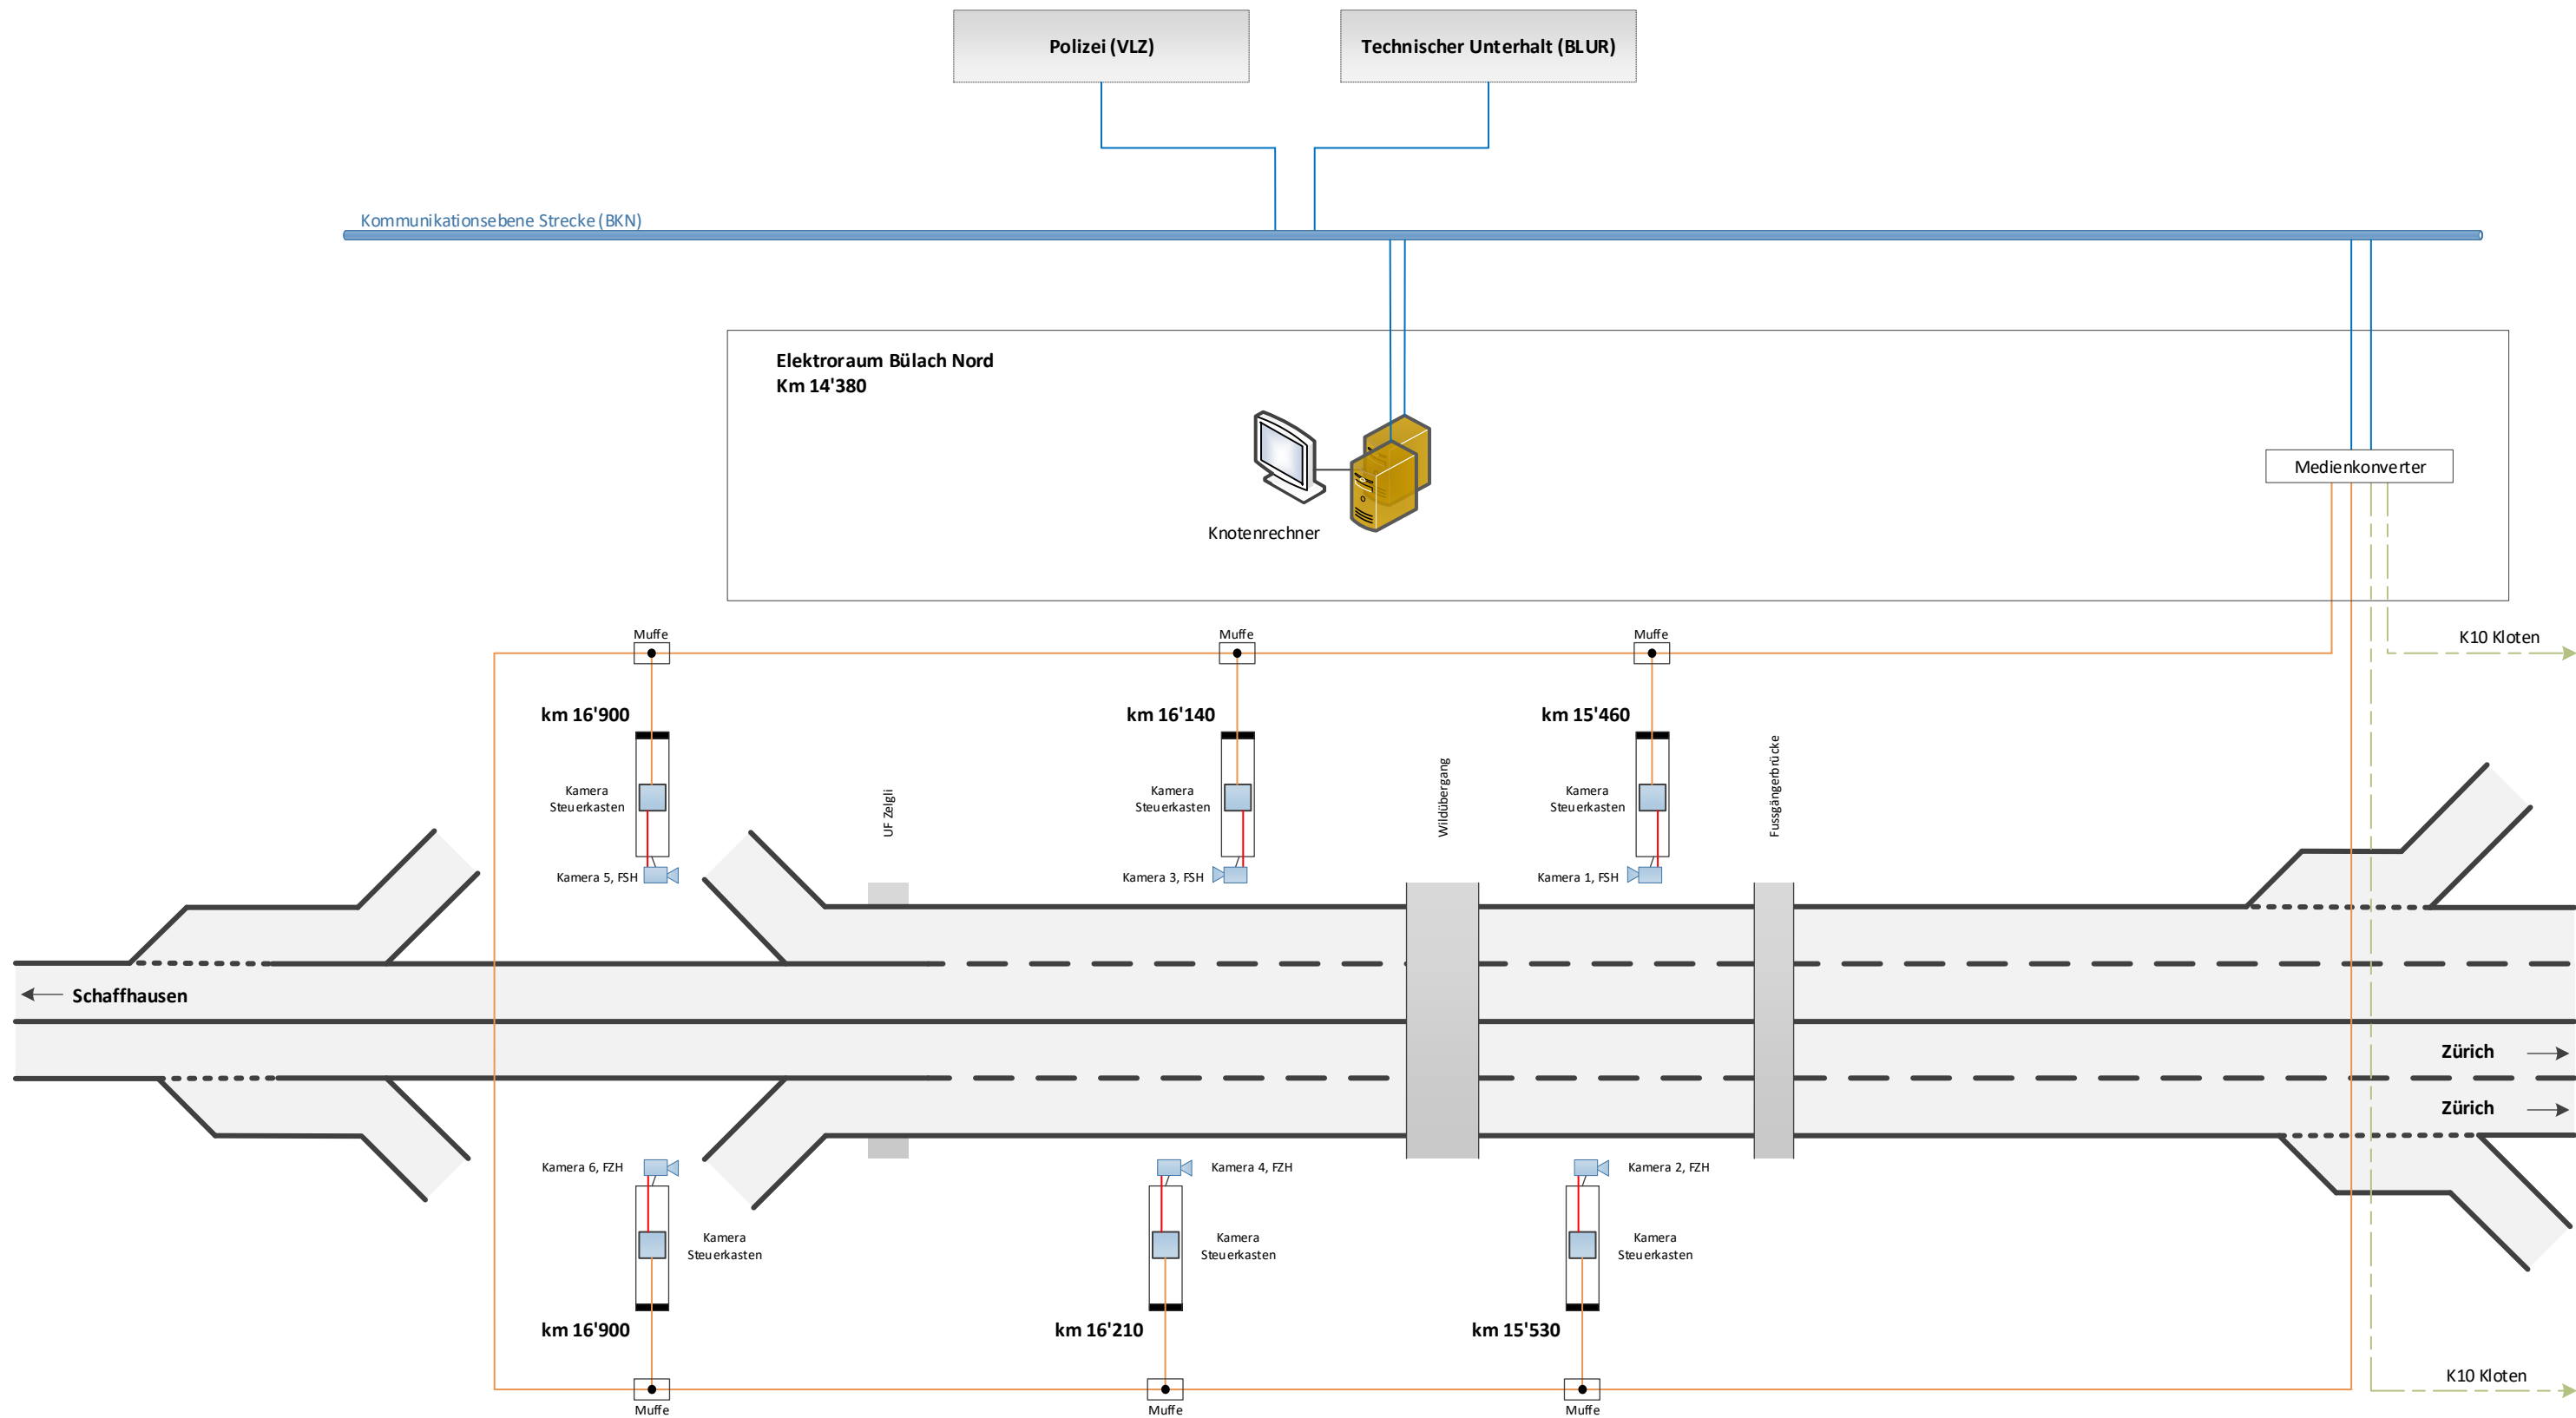 Polizei (VLZ)
Technischer Unterhalt (BLUR)
Kommunikationsebene Strecke (BKN)
Elektroraum Bülach Nord
Km 14'380
Medienkonverter
Knotenrechner
Muffe
Muffe
Muffe
K10 Kloten
km 16'900
km 16'140
km 15'460
Kamera
Steuerkasten
Kamera
Steuerkasten
Kamera
Steuerkasten
UF Zelgli
Wildübergang
Fussgängerbrücke
Kamera 5, FSH
Kamera 3, FSH
Kamera 1, FSH
Schaffhausen
Zürich
Zürich
Kamera 6, FZH
Kamera 4, FZH
Kamera 2, FZH
Kamera
Steuerkasten
Kamera
Steuerkasten
Kamera
Steuerkasten
km 16'900
km 16'210
km 15'530
K10 Kloten
Muffe
Muffe
Muffe